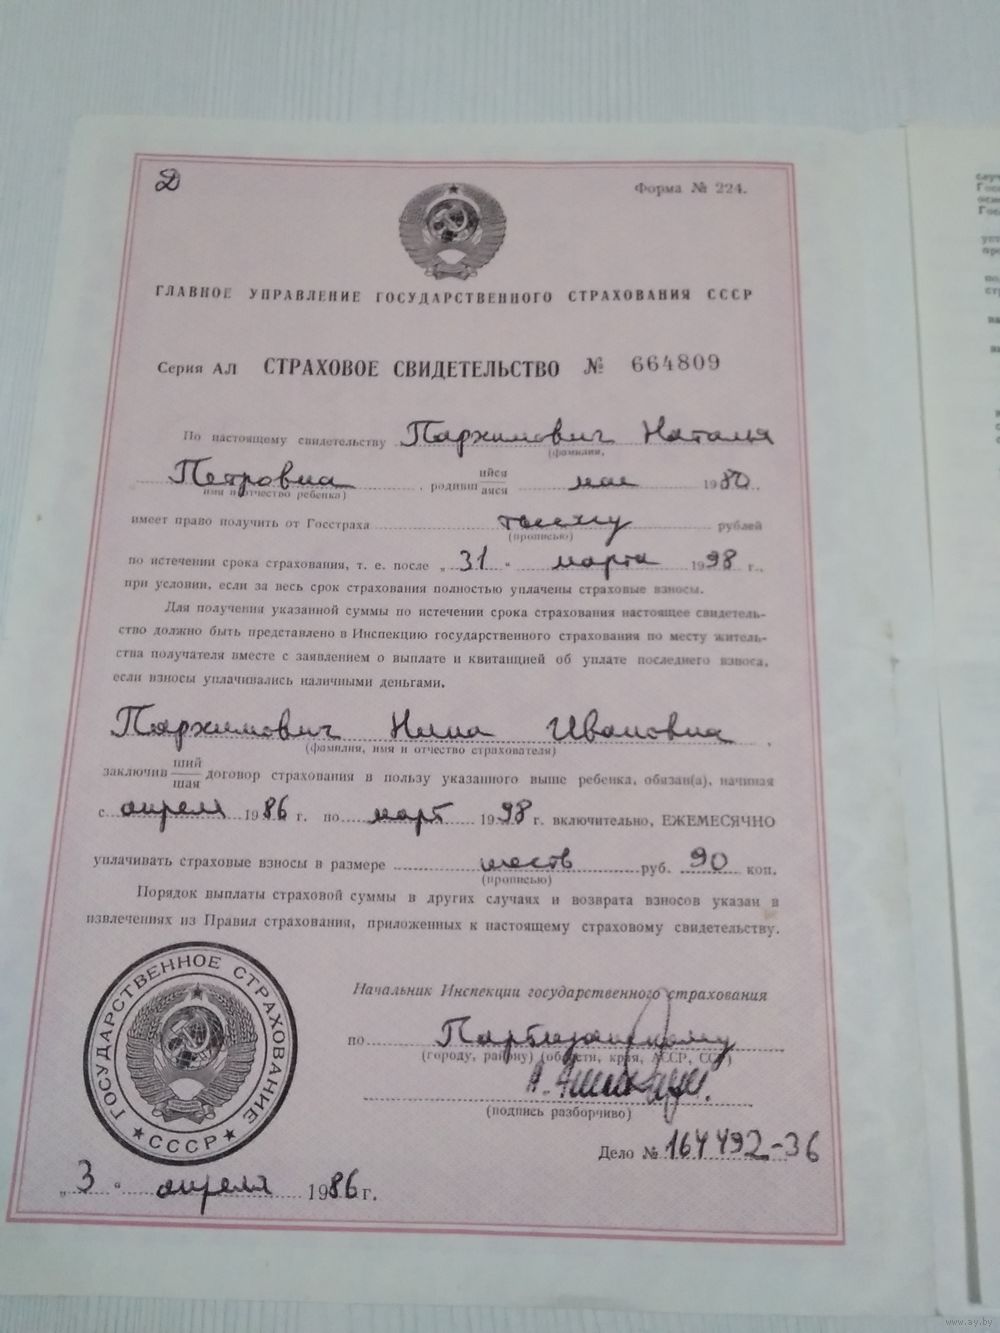 Д
Форма № 224.
ГЛАВНОЕ УПРАВЛЕНИЕ ГОСУДАРСТВЕННОГО СТРАХОВАНИЯ СССР
Серия АЛ СТРАХОВОЕ СВИДЕТЕЛЬСТВО № 664809
По настоящему свидетельству Пархимович Наталья
(фамилия,
Петровна, родивш ийся аяся мае 1980.
имя и отчество ребенка)
имеет право получить от Госстраха тысячу рублей
(прописью)
по истечении срока страхования, т. е. после „31" марта 1998 г.,
при условии, если за весь срок страхования полностью уплачены страховые взносы.
Для получения указанной суммы по истечении срока страхования настоящее свидетель-
ство должно быть представлено в Инспекцию государственного страхования по месту житель-
ства получателя вместе с заявлением о выплате и квитанцией об уплате последнего взноса,
если взносы уплачивались наличными деньгами.
Пархимович Нина Ивановна,
(фамилия, имя и отчество страхователя)
заключив ший шая договор страхования в пользу указанного выше ребенка, обязан(а), начиная
с апреля 1986 г. по март 1998 г. включительно, ЕЖЕМЕСЯЧНО
уплачивать страховые взносы в размере шесть руб. 90 коп.
(прописью)
Порядок выплаты страховой суммы в других случаях и возврата взносов указан в
извлечениях из Правил страхования, приложенных к настоящему страховому свидетельству.
ГОСУДАРСТВЕННОЕ СТРАХОВАНИЕ
★ СССР ★
Начальник Инспекции государственного страхования
по Партизанскому
(городу, району) (области, края, АССР, ССР)
(подпись разборчиво)
Дело № 164492-36
„3" апреля 1986 г.
www.ay.by